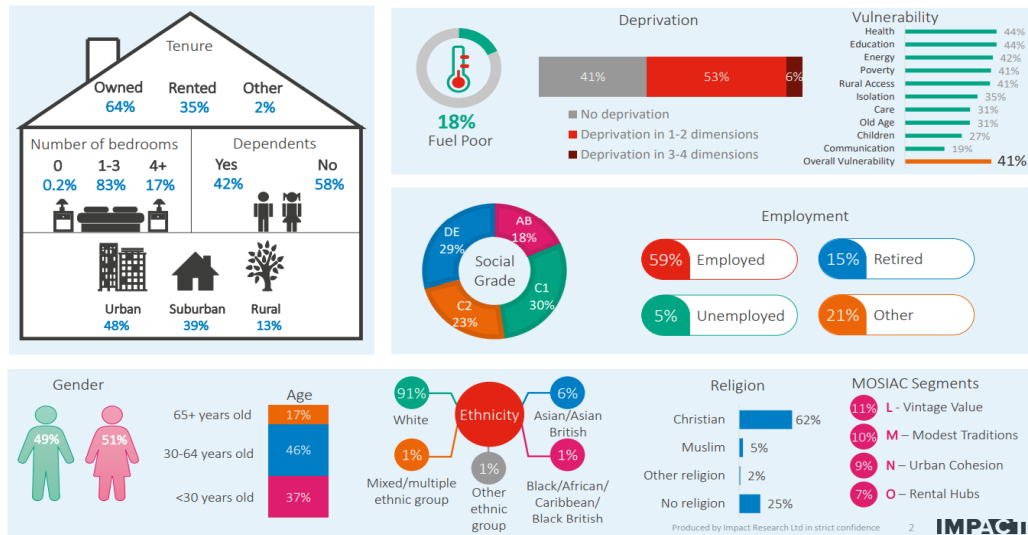 Tenure
Owned Rented Other
64% 35% 2%
Number of bedrooms
0 1-3 4+
0.2% 83% 17%
Dependents
Yes No
42% 58%
Urban Suburban Rural
48% 39% 13%
18%
Fuel Poor
Deprivation
41% 53% 6%
No deprivation
Deprivation in 1-2 dimensions
Deprivation in 3-4 dimensions
Vulnerability
Health 44%
Education 44%
Energy 42%
Poverty 41%
Rural Access 41%
Isolation 35%
Care 31%
Old Age 31%
Children 27%
Communication 19%
Overall Vulnerability 41%
Social
Grade
AB
18%
C1
30%
C2
23%
DE
29%
Employment
59% Employed
15% Retired
5% Unemployed
21% Other
Gender
49% 51%
Age
65+ years old 17%
30-64 years old 46%
<30 years old 37%
Ethnicity
91%
White
6%
Asian/Asian
British
1%
Mixed/multiple
ethnic group
1%
Other
ethnic
group
1%
Black/African/
Caribbean/
Black British
Religion
Christian 62%
Muslim 5%
Other religion 2%
No religion 25%
MOSIAC Segments
11% L - Vintage Value
10% M – Modest Traditions
9% N – Urban Cohesion
7% O – Rental Hubs
Produced by Impact Research Ltd in strict confidence 2
IMPACT